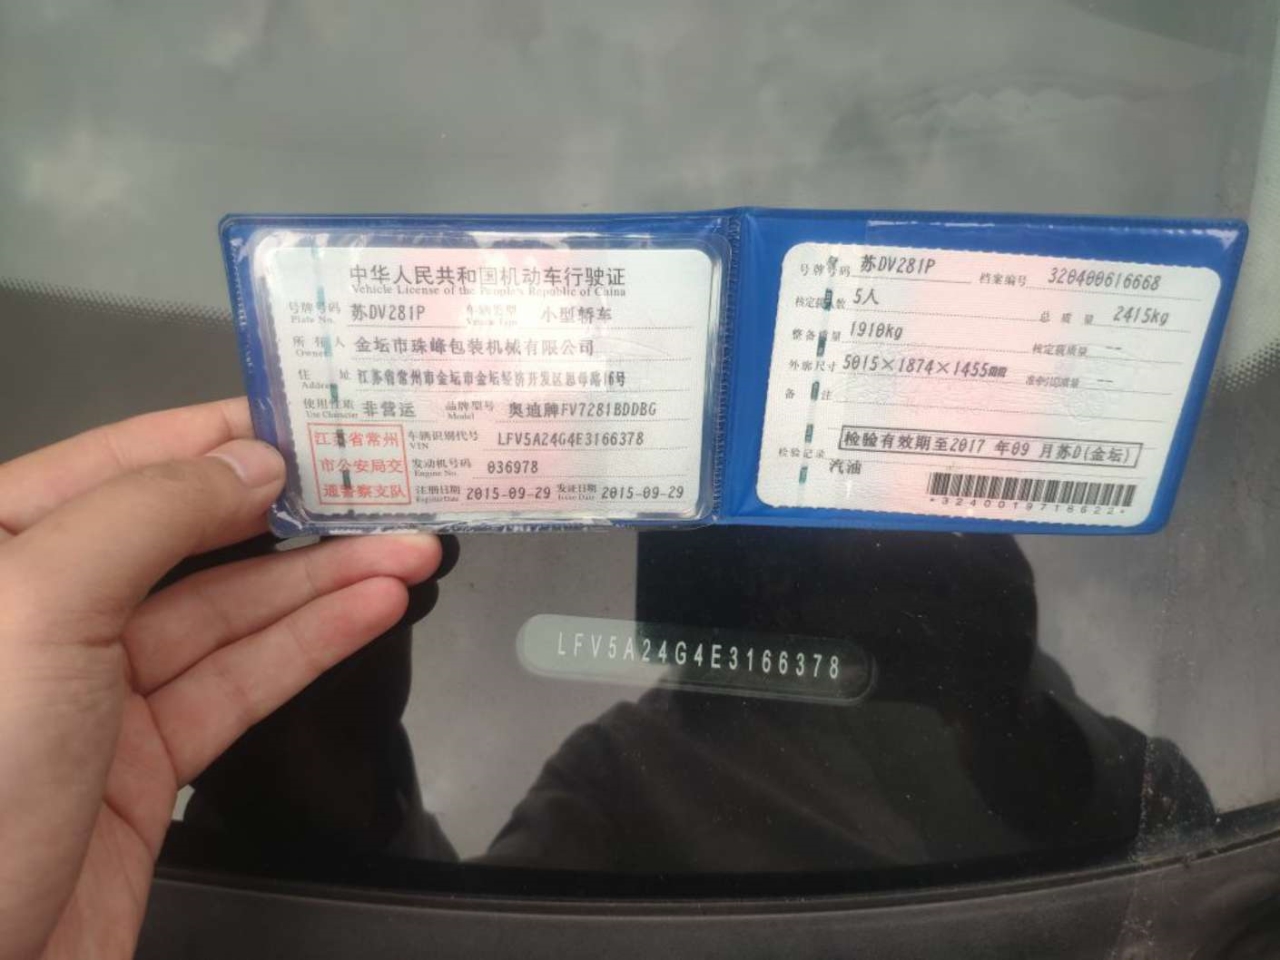 中华人民共和国机动车行驶证
Vehicle License of the People's Republic of China
号牌号码 苏DV281P 车辆类型 小型轿车
Plate No.
所有人 金坛市珠峰包装机械有限公司
Owner
住址 江苏省常州市金坛市金坛经济开发区思母路16号
Address
使用性质 非营运 品牌型号 奥迪牌FV7281BDDBG
Use Character Model
江苏省常州
市公安局交
通警察支队
车辆识别代号 LFV5A24G4E3166378
VIN
发动机号码 036978
Engine No.
注册日期 2015-09-29 发证日期 2015-09-29
Register Date Issue Date
号牌号码 苏DV281P 档案编号 320400616668
核定载人数 5人 总质量 2415kg
整备质量 1910kg 核定载质量 --
外廓尺寸 5015×1874×1455mm 准牵引总质量 --
备注
检验有效期至2017 年09 月苏D(金坛)
检验记录
汽油
*3240019718622*
LFV5A24G4E3166378